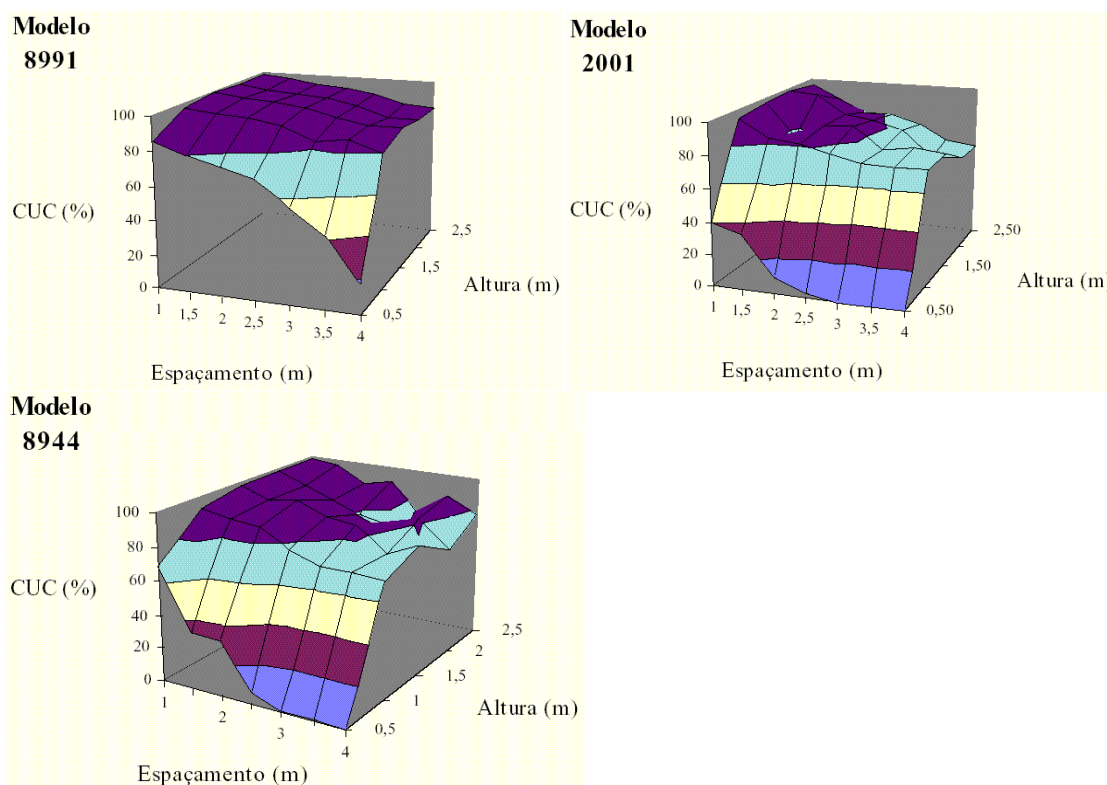 Modelo
8991
100
80
60
CUC (%)
40
20
0
1 1,5 2 2,5 3 3,5 4
0,5
1,5
2,5
Altura (m)
Espaçamento (m)
Modelo
2001
100
80
60
CUC (%)
40
20
0
1 1,5 2 2,5 3 3,5 4
0,50
1,50
2,50
Altura (m)
Espaçamento (m)
Modelo
8944
100
80
CUC (%)
60
40
20
0
1 2 3 4
0,5
1
1,5
2
2,5
Altura (m)
Espaçamento (m)